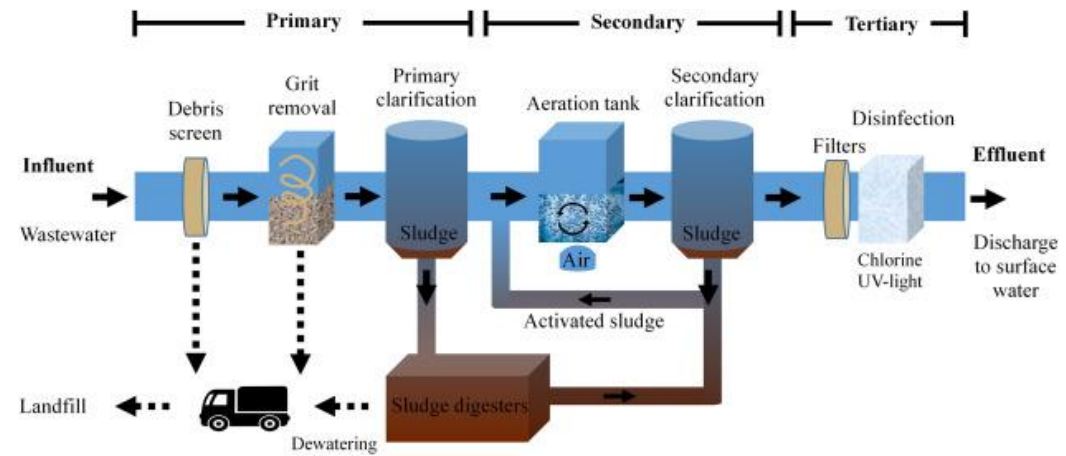 Primary
Secondary
Tertiary
Debris
screen
Grit
removal
Primary
clarification
Aeration tank
Secondary
clarification
Filters
Disinfection
Influent
Wastewater
Sludge
Air
Sludge
Chlorine
UV-light
Effluent
Discharge
to surface
water
Activated sludge
Landfill
Dewatering
Sludge digesters